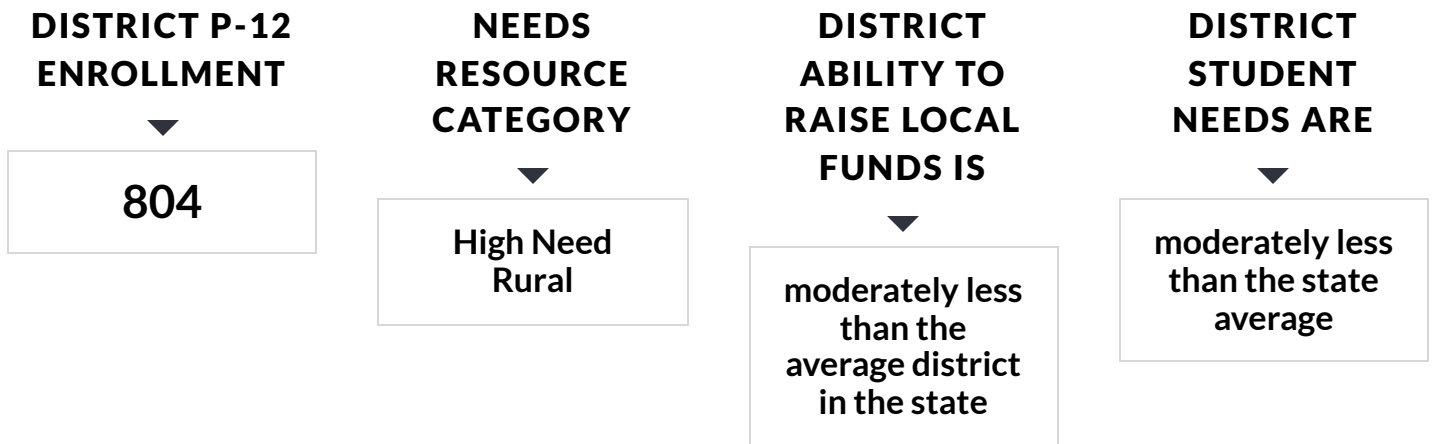 DISTRICT P-12
ENROLLMENT
804
NEEDS
RESOURCE
CATEGORY
High Need
Rural
DISTRICT
ABILITY TO
RAISE LOCAL
FUNDS IS
moderately less
than the
average district
in the state
DISTRICT
STUDENT
NEEDS ARE
moderately less
than the state
average